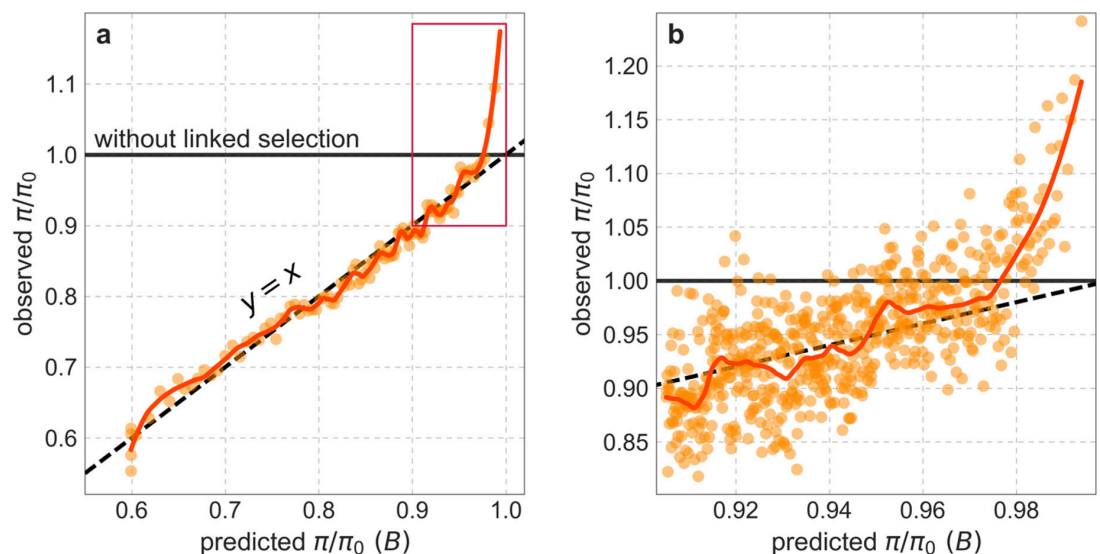 a
without linked selection
y = x
observed π/π₀
1.1
1.0
0.9
0.8
0.7
0.6
0.6 0.7 0.8 0.9 1.0
predicted π/π₀ (B)
b
observed π/π₀
1.20
1.15
1.10
1.05
1.00
0.95
0.90
0.85
0.92 0.94 0.96 0.98
predicted π/π₀ (B)